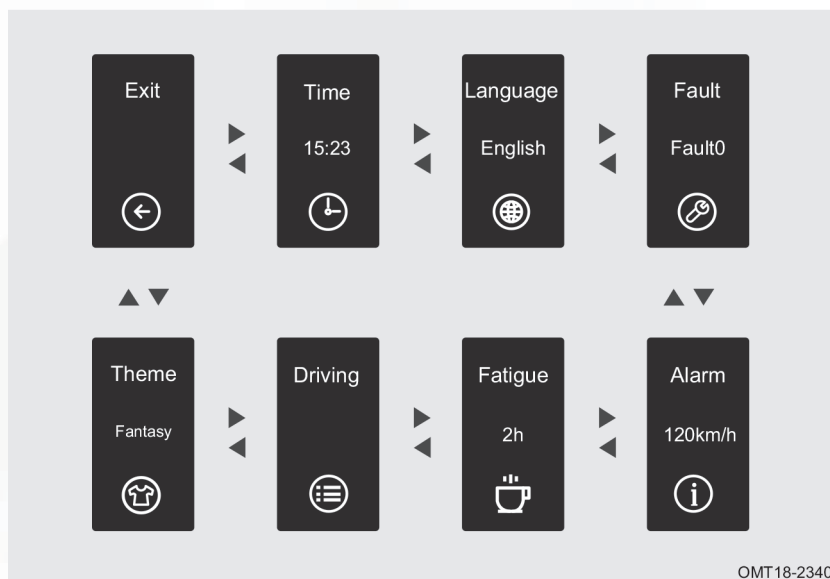 Exit
Time
15:23
Language
English
Fault
Fault0
Theme
Fantasy
Driving
Fatigue
2h
Alarm
120km/h
i
OMT18-2340